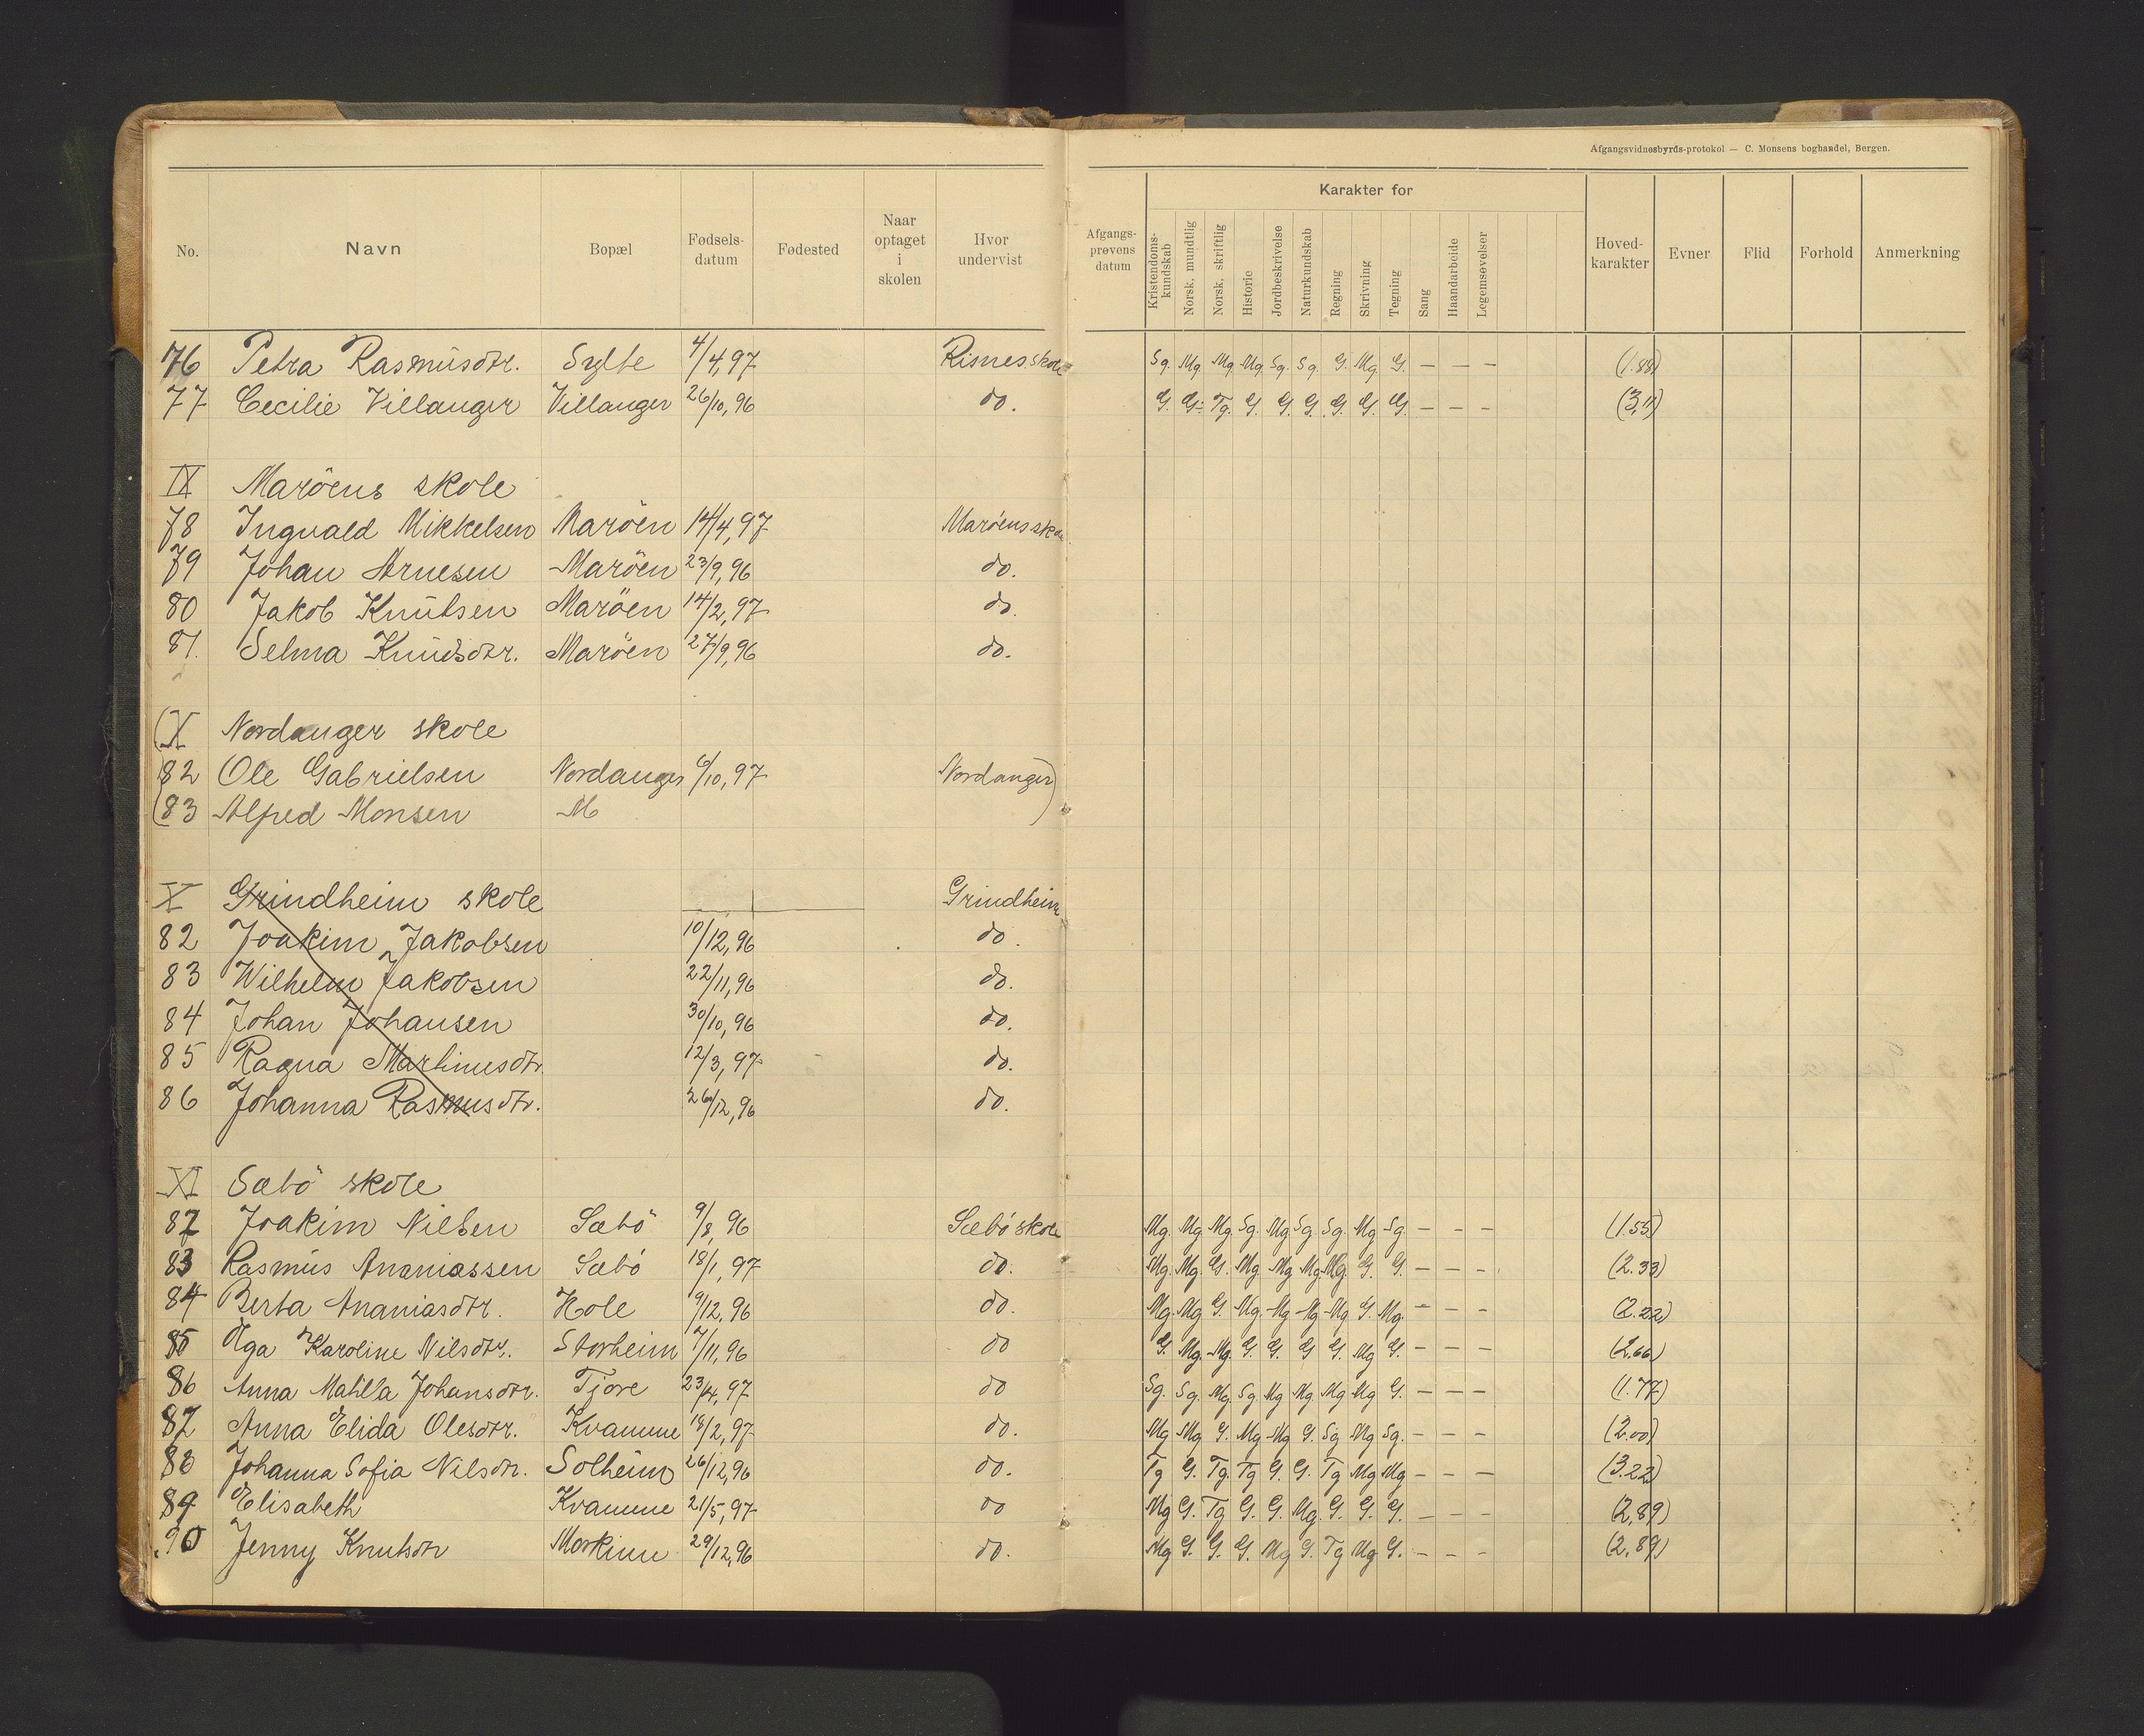 Afgangsvidnesbyrds-protokol — C. Monsens boghandel, Bergen.
No. Navn Bopæl Fødsels-datum Fødested Naar optaget i skolen Hvor undervist Afgangs-prøvens datum Karakter for Kristendoms-kundskab Norsk, mundtlig Norsk, skriftlig Historie Jordbeskrivelse Naturkundskab Regning Skrivning Tegning Sang Haandarbeide Legemsøvelser Hoved-karakter Evner Flid Forhold Anmerkning
76 Petra Rasmusdtr. Sylte 4/4,97 Risnes skole Sg. Mg. Mg. Mg. Sg. Sg. G. Mg. G. — — — (1.88)
77 Cecilie Villanger Villanger 26/10,96 do. G. G. Tg. G. G. G. G. G. G. — — - (3,11)
IX Maröens skole
78 Ingvald Mikkelsen Maröen 14/4,97 Maröens skole
79 Johan Arnesen Maröen 23/9,96 do.
80 Jakob Knutsen Maröen 14/2,97 do.
81. Selma Knudsdtr. Maröen 27/9,96 do.
(X Nordanger skole
(82 Ole Gabrielsen Nordanger 6/10,97 Nordanger)
(83 Alfred Monsen M )
X Grindheim skole Grindheim
82 Joakim Jakobsen 10/12,96 do.
83 Wilhelm Jakobsen 22/11,96 do.
84 Johan Johansen 30/10,96 do.
85 Ragna Martinusdtr. 12/3,97 do.
86 Johanna Rasmusdtr. 26/12,96 do.
XI Sæbö skole
82 Joakim Nilsen Sæbö 9/8,96 Sæbö skole Mg. Mg Mg Sg. Mg Sg. Sg. Mg Sg. — - — (1.55)
83 Rasmus Ananiassen Sæbö 18/1,97 do. Mg. Mg. G. Mg Mg Mg. Mg. G. G. — — - (2.33)
84 Berta Ananiasdtr. Hole 9/12,96 do. Mg. Mg G. Mg. Mg Mg Mg G. Mg. - - - (2.22)
85 Olga Karoline Nilsdtr. Storheim 7/11,96 do G. Mg. Mg. G. G. G G. Mg G. - — - (2,66)
86 Anna Matilla Johansdtr. Tjore 23/4,97 do Sg. Sg. Mg Sg Mg Mg. Mg Mg G. — — — (1.77)
87 Anna Elida Olesdtr. Kvamme 18/2,97 do. Mg Mg G. Mg Mg G. Sg Mg Sg. — — — (2.00)
88 Johanna Sofia Nilsdtr. Solheim 26/12,96 do. Tg G. Tg. Tg G. G. Tg Mg Mg — - — (3.22)
89 Elisabeth Kvamme 21/5,97 do Mg G. Tg G. G. Mg. G. G. G. — — — (2,89)
90 Jenny Knutsdtr Morkinn 29/12,96 do. Mg G. G. G. Mg G. Tg Mg G. — - - (2,89)